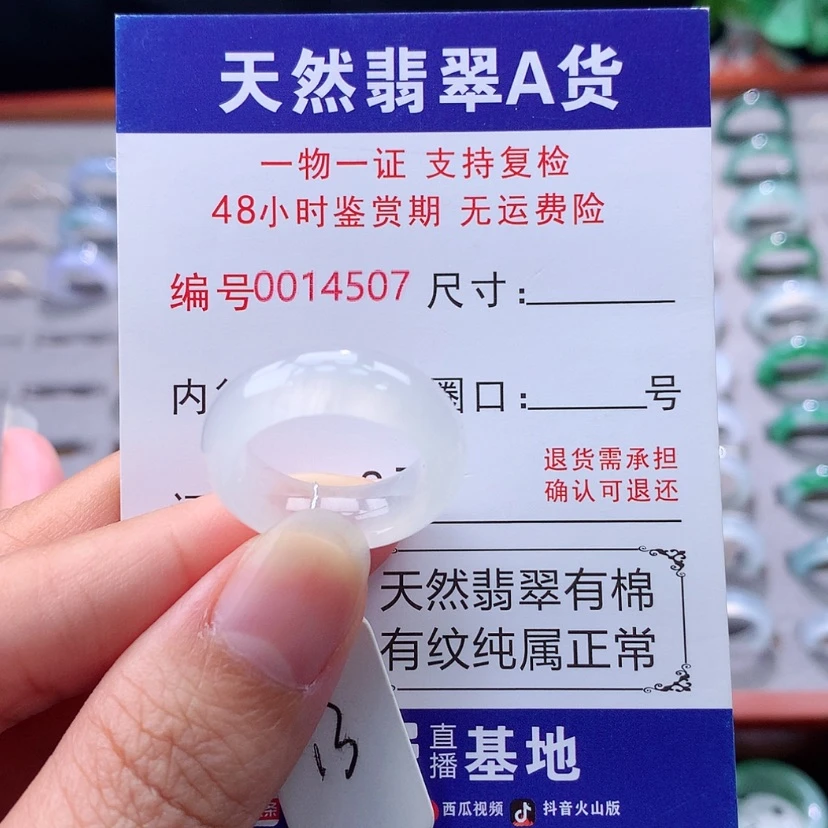 天然翡翠A货
一物一证 支持复检
48小时鉴赏期 无运费险
编号0014507 尺寸:
内 圈口: 号
退货需承担
确认可退还
天然翡翠有棉
有纹纯属正常
13
直播基地
西瓜视频 抖音火山版